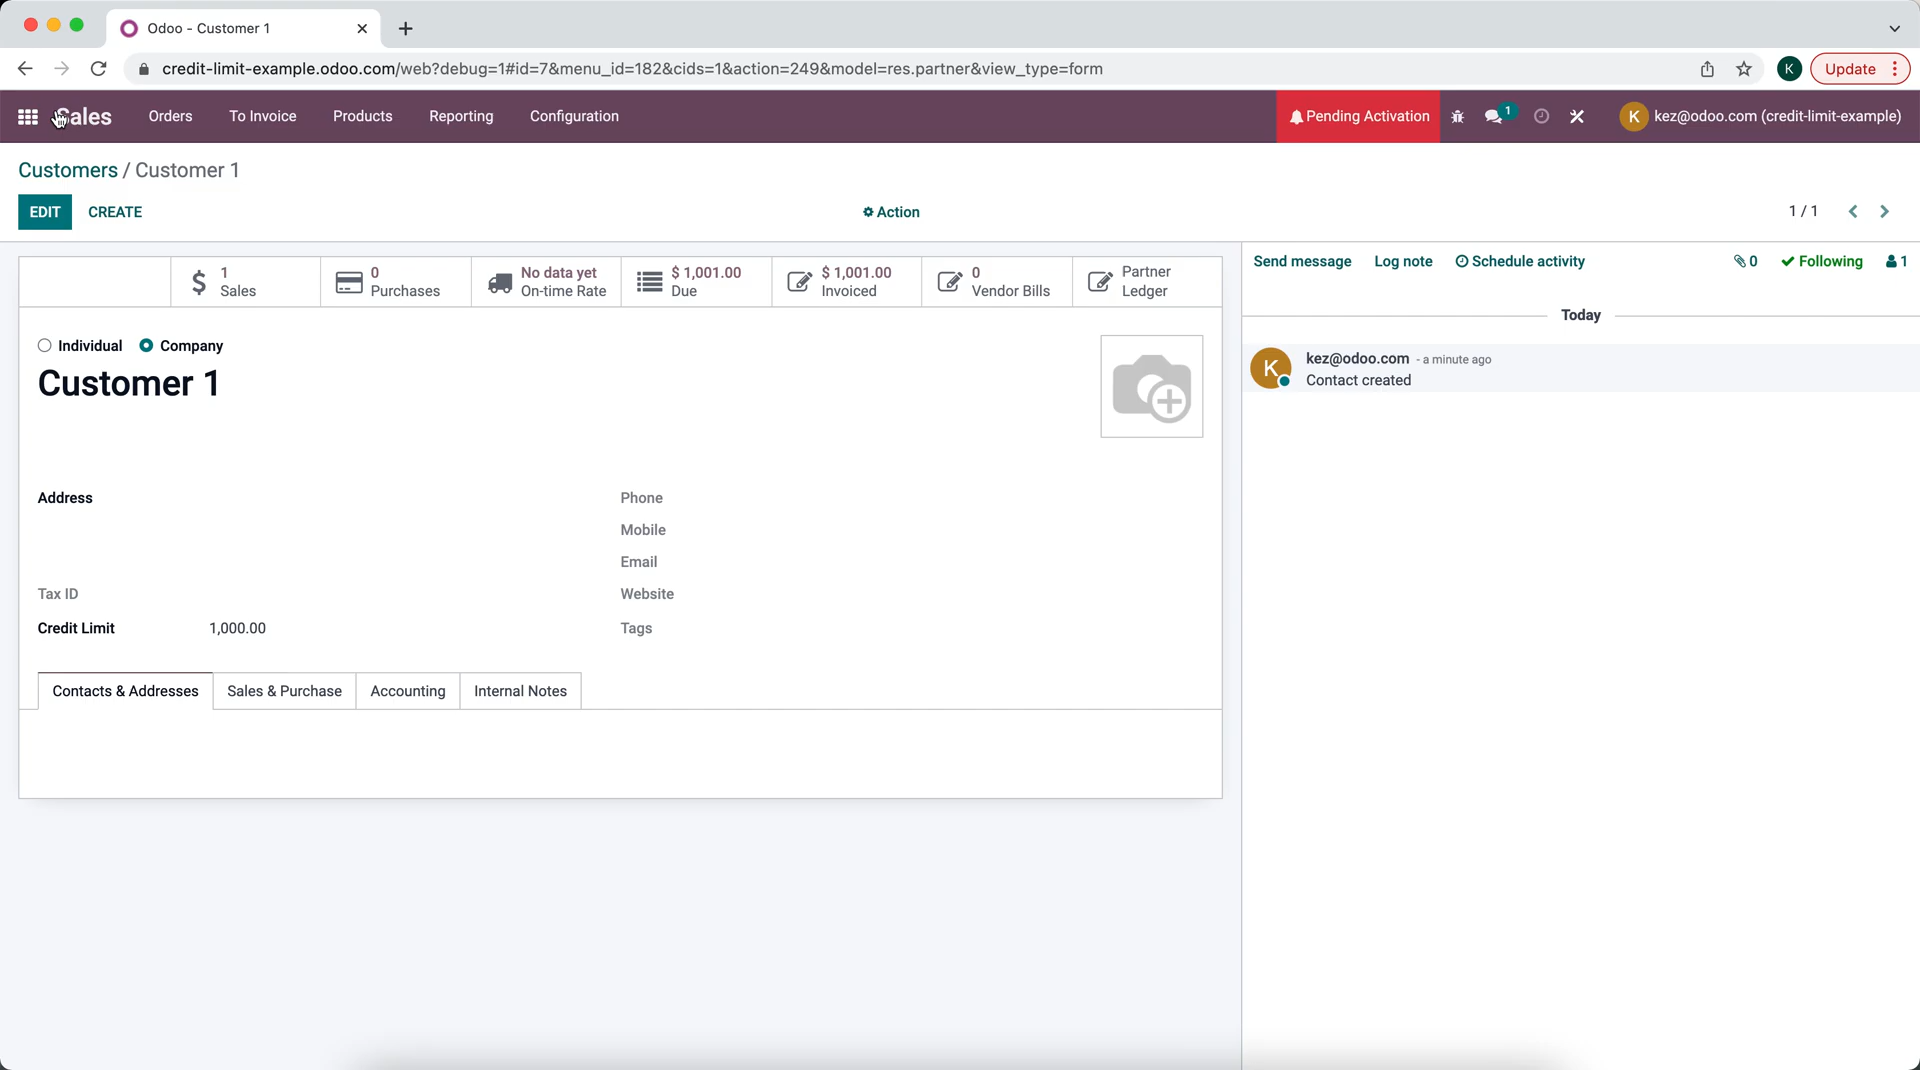 Odoo - Customer 1
credit-limit-example.odoo.com/web?debug=1#id=7&menu_id=182&cids=1&action=249&model=res.partner&view_type=form
K
Update
Sales
Orders
To Invoice
Products
Reporting
Configuration
Pending Activation
1
K
kez@odoo.com (credit-limit-example)
Customers / Customer 1
EDIT
CREATE
Action
1 / 1
1
Sales
0
Purchases
No data yet
On-time Rate
$ 1,001.00
Due
$ 1,001.00
Invoiced
0
Vendor Bills
Partner
Ledger
Send message
Log note
Schedule activity
0
Following
1
Today
K
kez@odoo.com - a minute ago
Contact created
Individual
Company
Customer 1
Address
Phone
Mobile
Email
Tax ID
Website
Credit Limit 1,000.00
Tags
Contacts & Addresses
Sales & Purchase
Accounting
Internal Notes